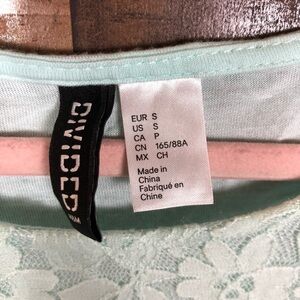 DIVIDED
H&M
EUR S
US S
CA P
CN 165/88A
MX CH
Made in
China
Fabriqué en
Chine